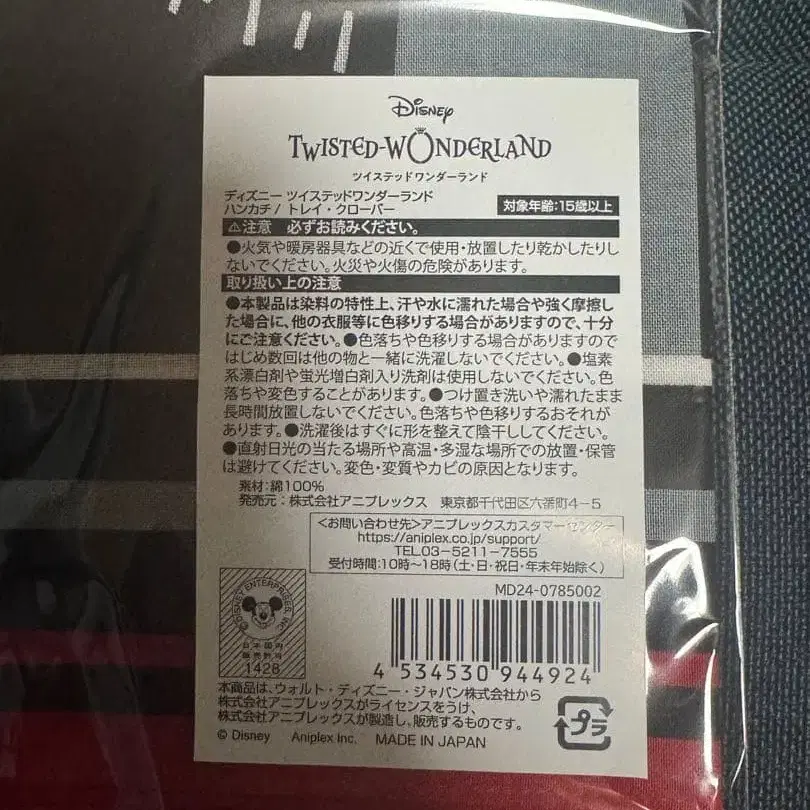 Disney
TWISTED-WONDERLAND
ツイステッドワンダーランド
ディズニー ツイステッドワンダーランド
ハンカチ / トレイ・クローバー
対象年齢:15歳以上
⚠注意 必ずお読みください。
●火気や暖房器具などの近くで使用・放置したり乾かしたりし
ないでください。火災や火傷の危険があります。
取り扱い上の注意
●本製品は染料の特性上、汗や水に濡れた場合や強く摩擦し
た場合に、他の衣服等に色移りする場合がありますので、十分
にご注意ください。●色落ちや色移りする場合がありますので
はじめ数回は他の物と一緒に洗濯しないでください。●塩素
系漂白剤や蛍光増白剤入り洗剤は使用しないでください。色
落ちや変色することがあります。●つけ置き洗いや濡れたまま
長時間放置しないでください。色落ちや色移りするおそれが
あります。●洗濯後はすぐに形を整えて陰干ししてください。
●直射日光の当たる場所や高温・多湿な場所での放置・保管
は避けてください。変色・変質やカビの原因となります。
素材:綿100%
発売元:株式会社アニプレックス 東京都千代田区六番町4-5
<お問い合わせ先>アニプレックスカスタマーセンター
https://aniplex.co.jp/support/
TEL.03-5211-7555
受付時間:10時~18時(土・日・祝日・年末年始除く)
MD24-0785002
©DISNEY ENTERPRISES, INC.
日本国内
販売許可
1428
4 534530 944924
本商品は、ウォルト・ディズニー・ジャパン株式会社から
株式会社アニプレックスがライセンスをうけ、
株式会社アニプレックスが製造し、販売するものです。
© Disney Aniplex Inc. MADE IN JAPAN
プラ